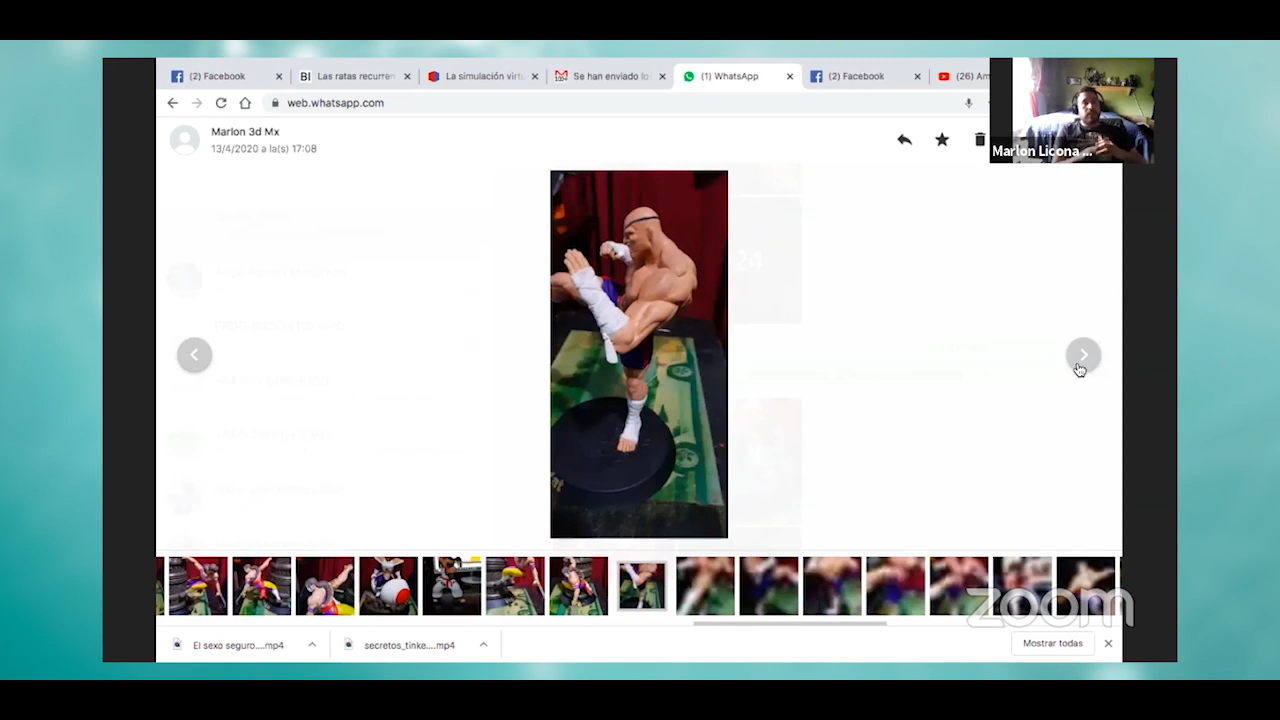 (2) Facebook
BI Las ratas recurren
La simulación virtu
Se han enviado lo
(1) WhatsApp
(2) Facebook
(26) Am
web.whatsapp.com
Marlon 3d Mx
13/4/2020 a la(s) 17:08
Marlon Licona ...
24
zoom
El sexo seguro....mp4
secretos_tinke....mp4
Mostrar todas